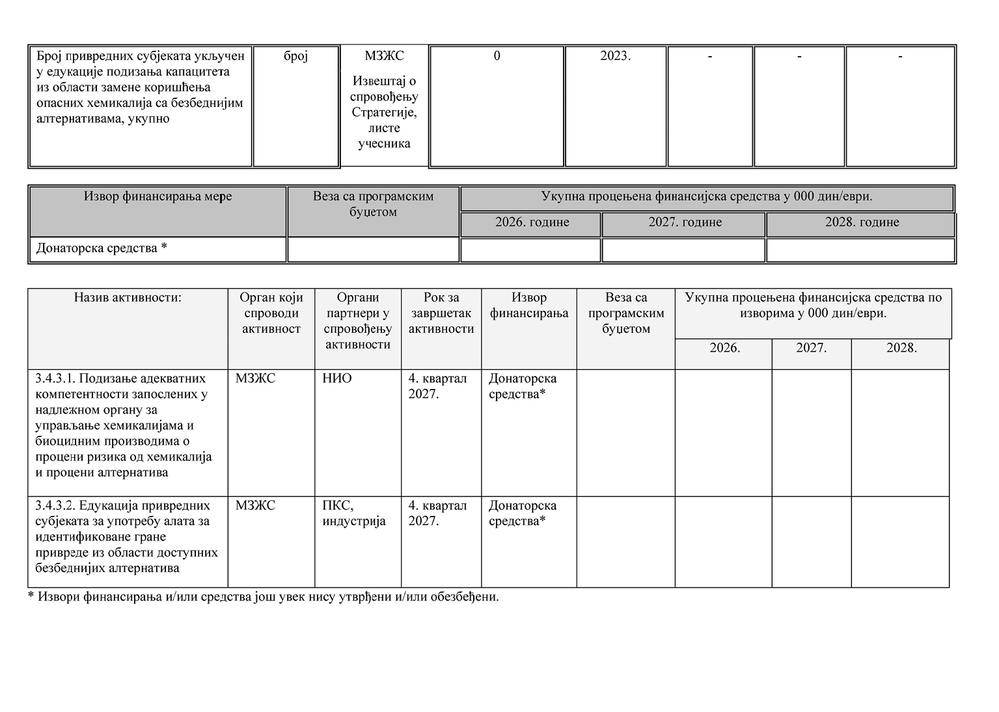 Број привредних субјеката укључен
у едукације подизања капацитета
из области замене коришћења
опасних хемикалија са безбеднијим
алтернативама, укупно
број
МЗЖС
Извештај о
спровођењу
Стратегије,
листе
учесника
0
2023.
-
-
-
Извор финансирања мере
Веза са програмским
буџетом
Укупна процењена финансијска средства у 000 дин/еври.
2026. године
2027. године
2028. године
Донаторска средства *
Назив активности:
Орган који
спроводи
активност
Органи
партнери у
спровођењу
активности
Рок за
завршетак
активности
Извор
финансирања
Веза са
програмским
буџетом
Укупна процењена финансијска средства по
изворима у 000 дин/еври.
2026.
2027.
2028.
3.4.3.1. Подизање адекватних
компетентности запослених у
надлежном органу за
управљање хемикалијама и
биоцидним производима о
процени ризика од хемикалија
и процени алтернатива
МЗЖС
НИО
4. квартал
2027.
Донаторска
средства*
3.4.3.2. Едукација привредних
субјеката за употребу алата за
идентификоване гране
привреде из области доступних
безбеднијих алтернатива
МЗЖС
ПКС,
индустрија
4. квартал
2027.
Донаторска
средства*
* Извори финансирања и/или средства још увек нису утврђени и/или обезбеђени.